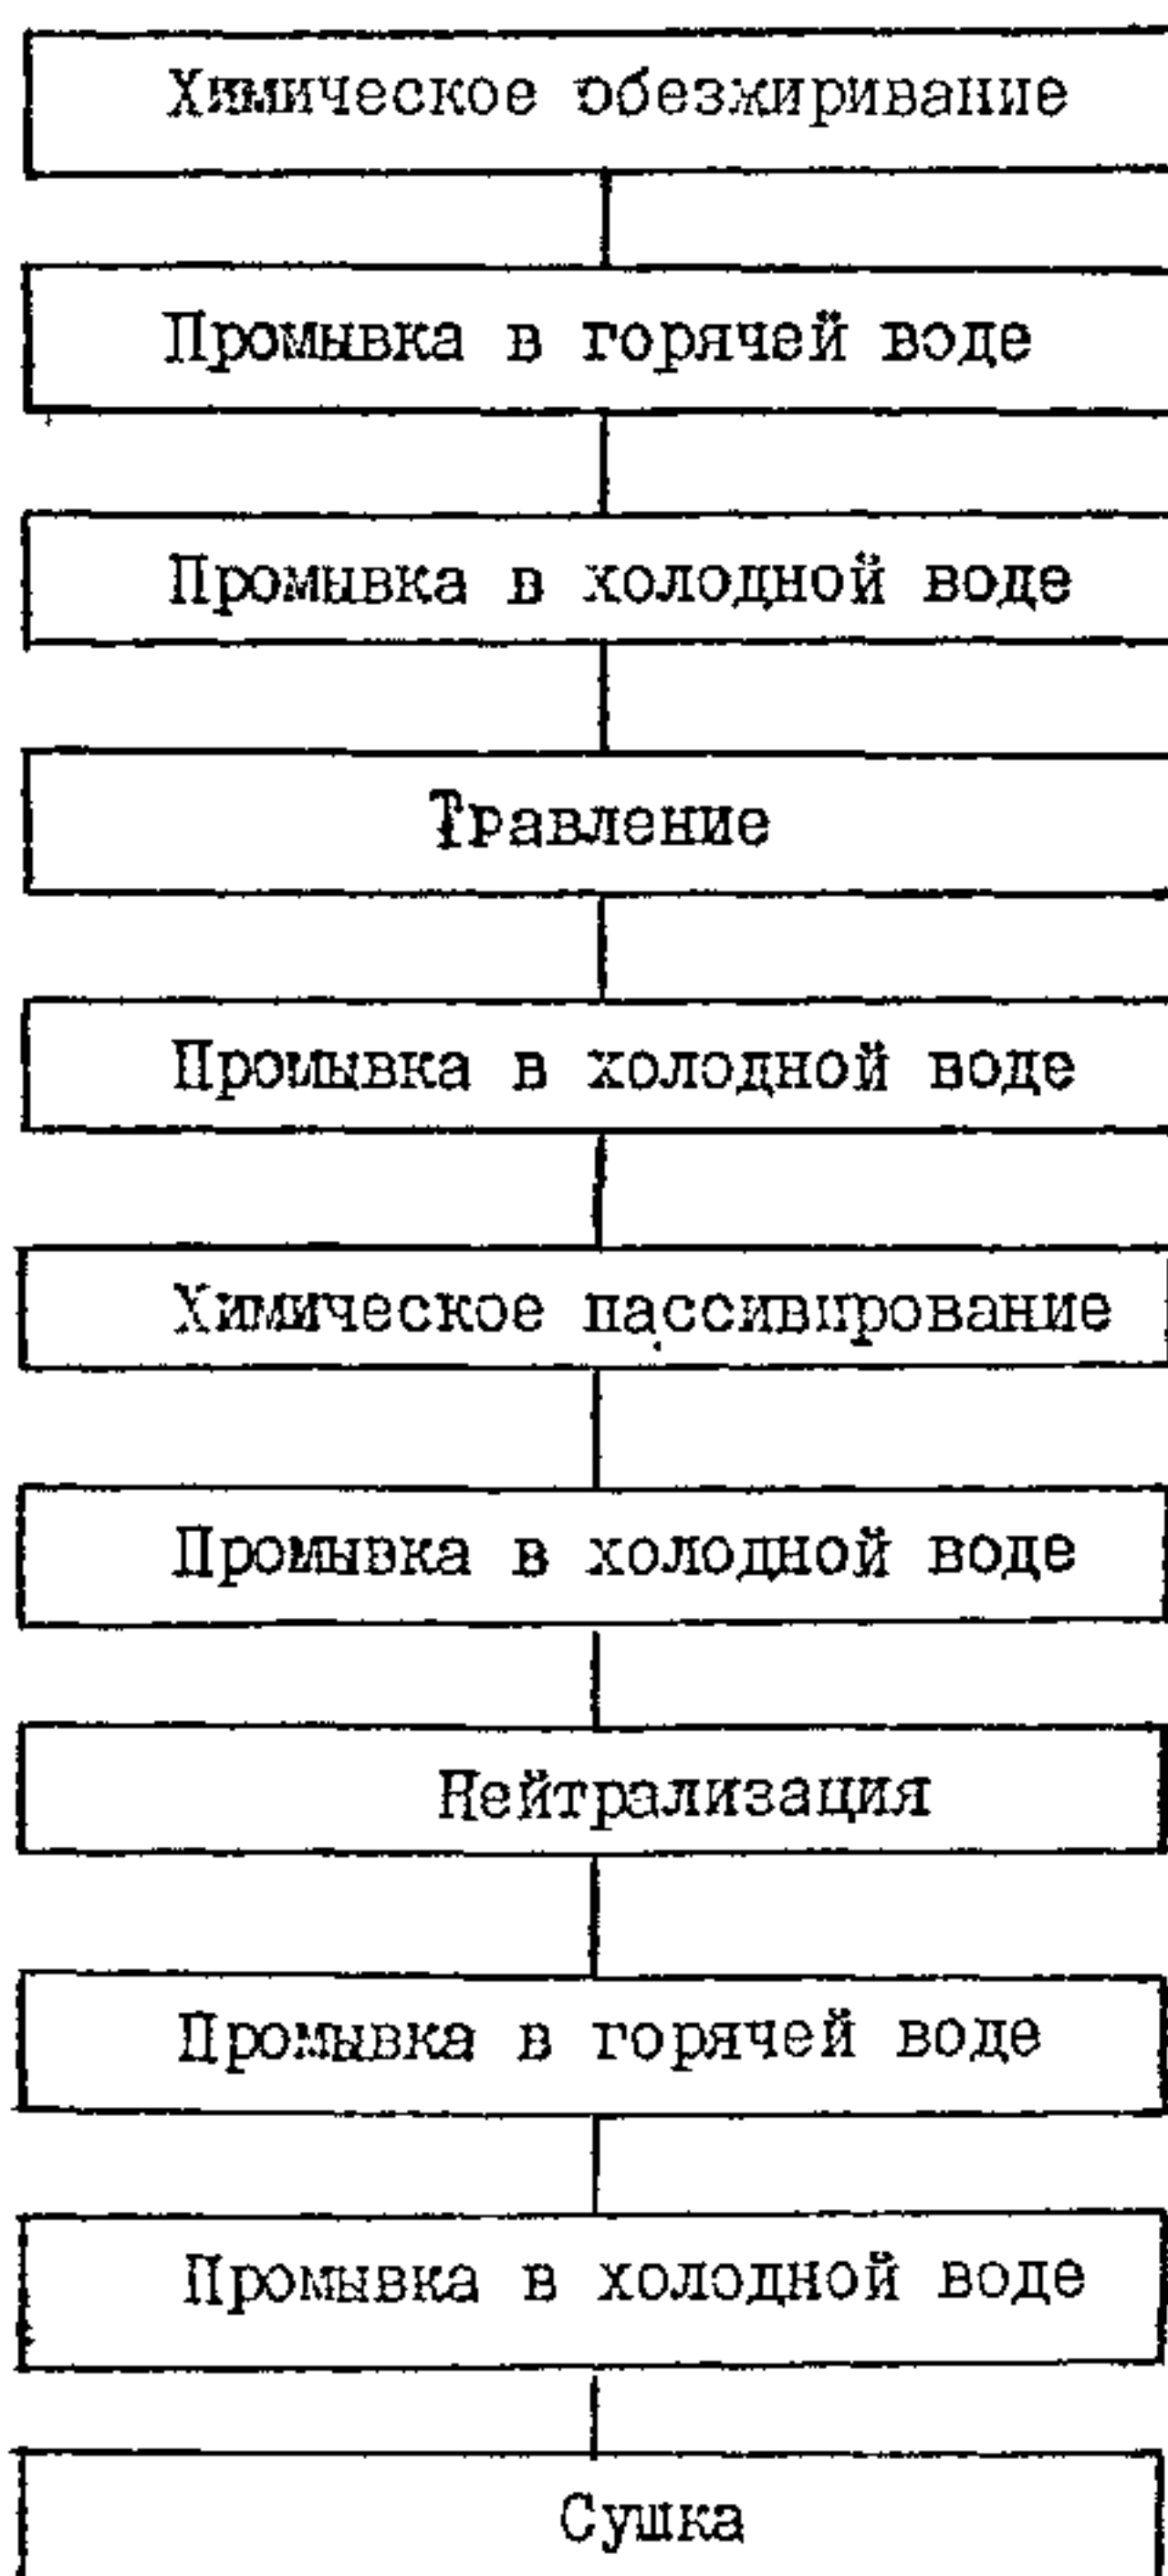 Химическое обезжиривание
Промывка в горячей воде
Промывка в холодной воде
Травление
Промывка в холодной воде
Химическое пассивирование
Промывка в холодной воде
Нейтрализация
Промывка в горячей воде
Промывка в холодной воде
Сушка